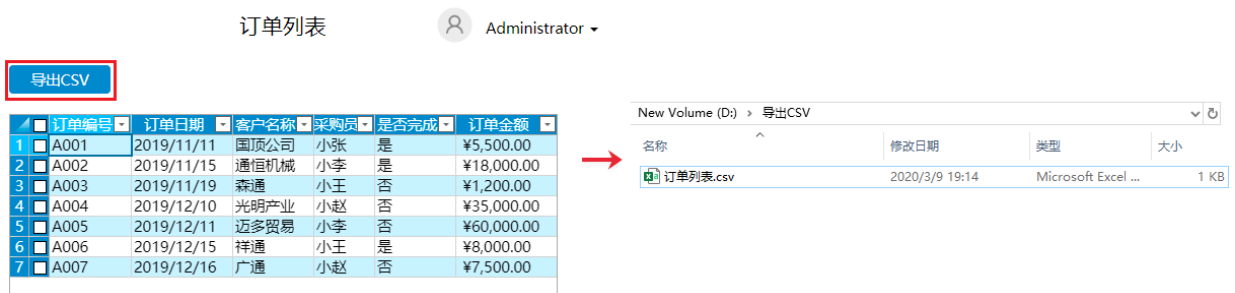 订单列表 Administrator
导出CSV
订单编号 订单日期 客户名称 采购员 是否完成 订单金额
1 A001 2019/11/11 国顶公司 小张 是 ¥5,500.00
2 A002 2019/11/15 通恒机械 小李 是 ¥18,000.00
3 A003 2019/11/19 森通 小王 否 ¥1,200.00
4 A004 2019/12/10 光明产业 小赵 否 ¥35,000.00
5 A005 2019/12/11 迈多贸易 小李 否 ¥60,000.00
6 A006 2019/12/15 祥通 小王 是 ¥8,000.00
7 A007 2019/12/16 广通 小赵 否 ¥7,500.00
New Volume (D:) > 导出CSV
名称 修改日期 类型 大小
订单列表.csv 2020/3/9 19:14 Microsoft Excel ... 1 KB